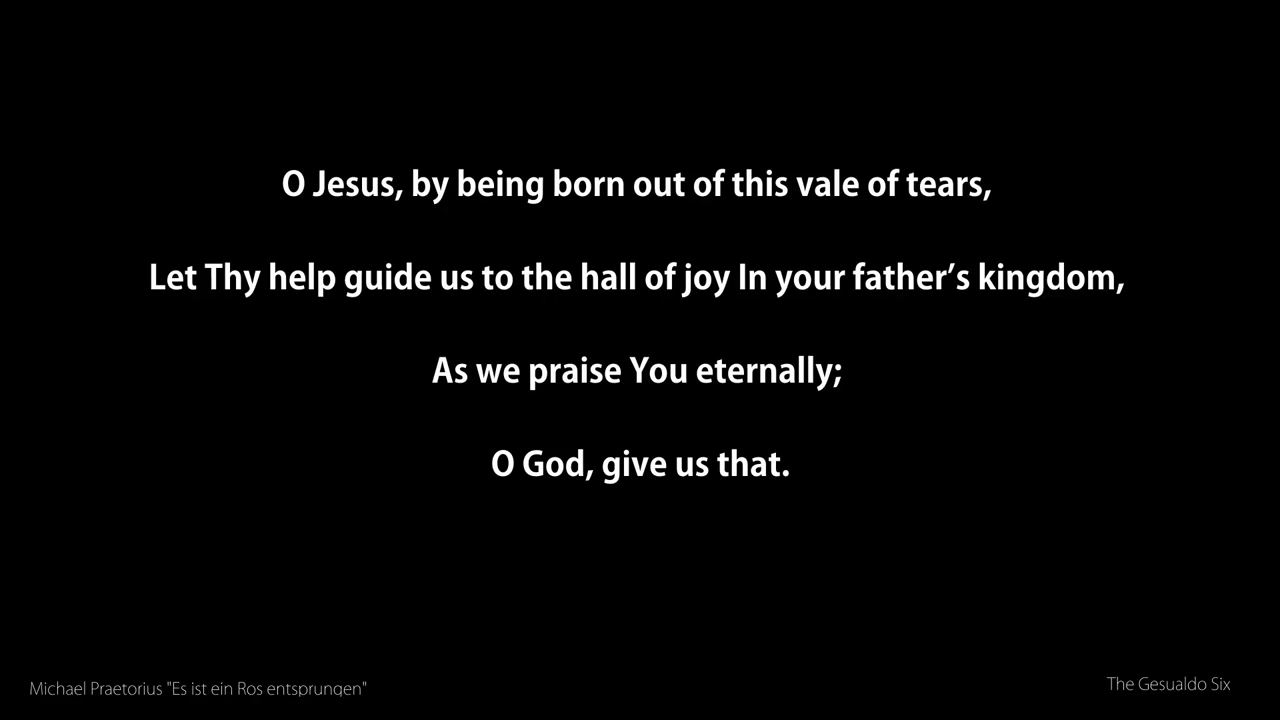 O Jesus, by being born out of this vale of tears,
Let Thy help guide us to the hall of joy In your father’s kingdom,
As we praise You eternally;
O God, give us that.
Michael Praetorius "Es ist ein Ros entsprungen"
The Gesualdo Six